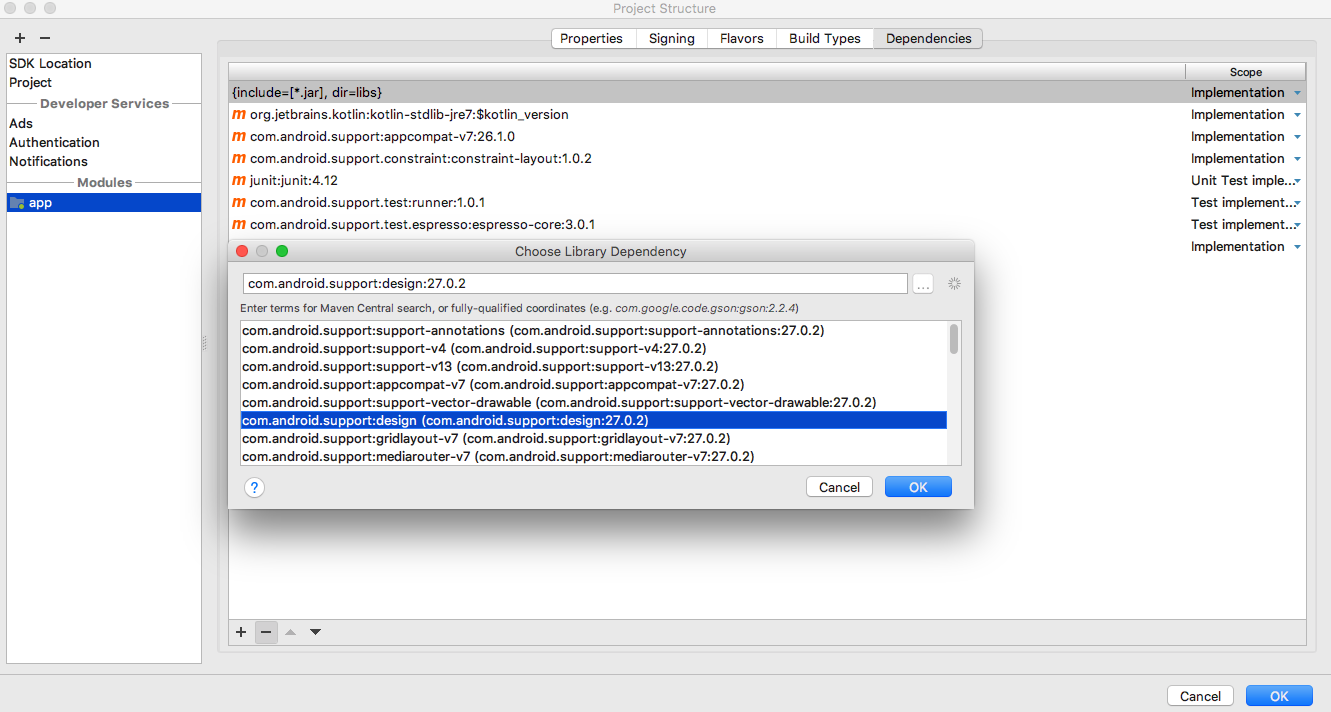 Project Structure
Properties Signing Flavors Build Types Dependencies
SDK Location
Project
Developer Services
Ads
Authentication
Notifications
Modules
app
Scope
{include=[*.jar], dir=libs} Implementation
m org.jetbrains.kotlin:kotlin-stdlib-jre7:$kotlin_version Implementation
m com.android.support:appcompat-v7:26.1.0 Implementation
m com.android.support.constraint:constraint-layout:1.0.2 Implementation
m junit:junit:4.12 Unit Test imple...
m com.android.support.test:runner:1.0.1 Test implement...
m com.android.support.test.espresso:espresso-core:3.0.1 Test implement...
Implementation
Choose Library Dependency
com.android.support:design:27.0.2 ...
Enter terms for Maven Central search, or fully-qualified coordinates (e.g. com.google.code.gson:gson:2.2.4)
com.android.support:support-annotations (com.android.support:support-annotations:27.0.2)
com.android.support:support-v4 (com.android.support:support-v4:27.0.2)
com.android.support:support-v13 (com.android.support:support-v13:27.0.2)
com.android.support:appcompat-v7 (com.android.support:appcompat-v7:27.0.2)
com.android.support:support-vector-drawable (com.android.support:support-vector-drawable:27.0.2)
com.android.support:design (com.android.support:design:27.0.2)
com.android.support:gridlayout-v7 (com.android.support:gridlayout-v7:27.0.2)
com.android.support:mediarouter-v7 (com.android.support:mediarouter-v7:27.0.2)
? Cancel OK
Cancel OK